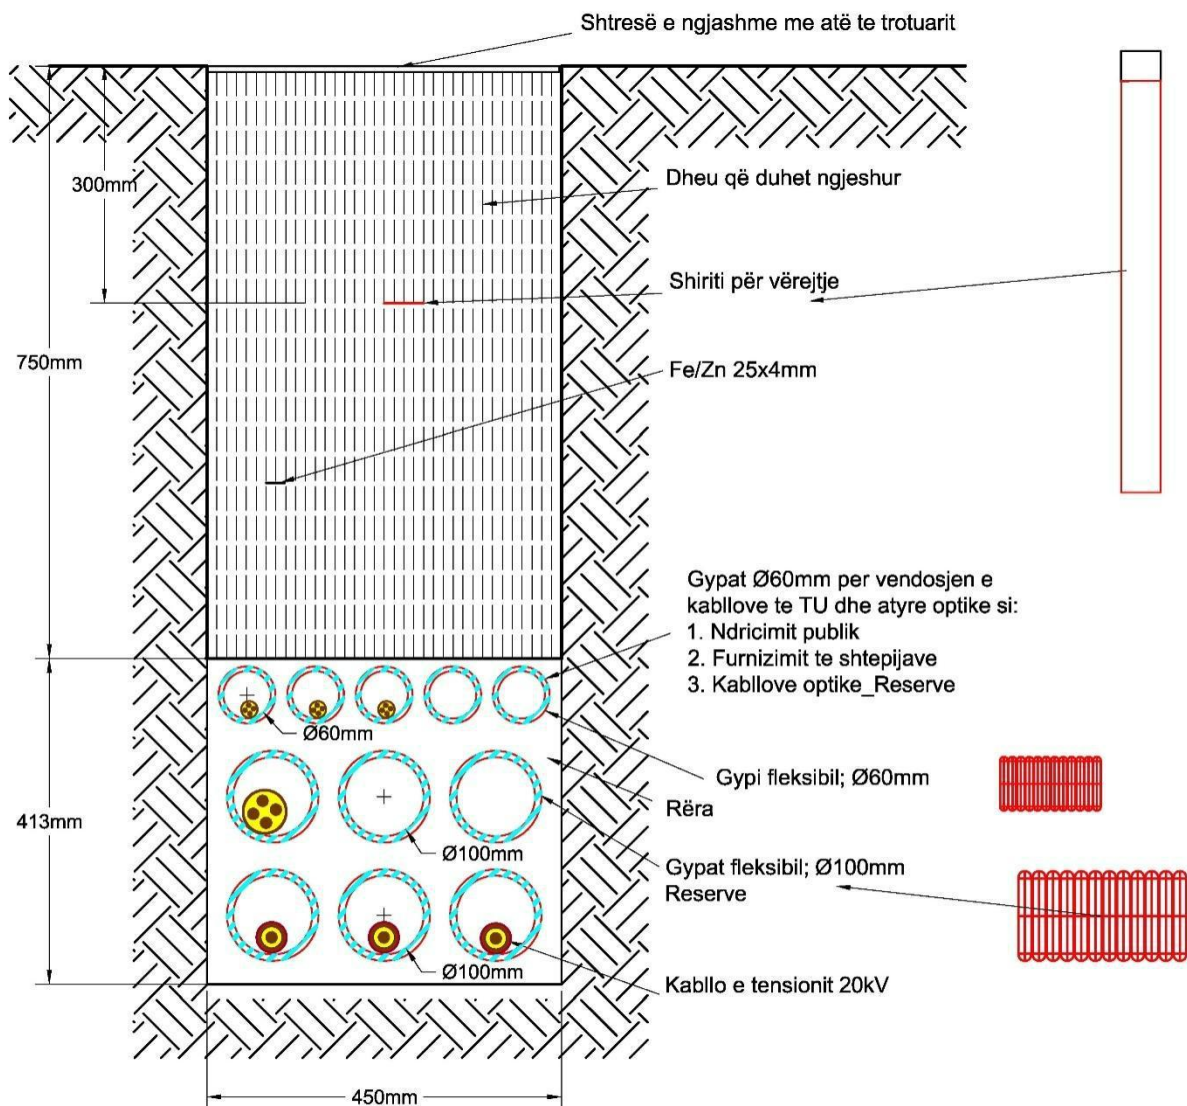 Shtresë e ngjashme me atë te trotuarit
300mm
Dheu që duhet ngjeshur
Shiriti për vërejtje
750mm
Fe/Zn 25x4mm
Gypat Ø60mm per vendosjen e
kabllove te TU dhe atyre optike si:
1. Ndricimit publik
2. Furnizimit te shtepijave
3. Kabllove optike_Reserve
Ø60mm
Gypi fleksibil; Ø60mm
Rëra
413mm
Ø100mm
Gypat fleksibil; Ø100mm
Reserve
Ø100mm
Kabllo e tensionit 20kV
450mm